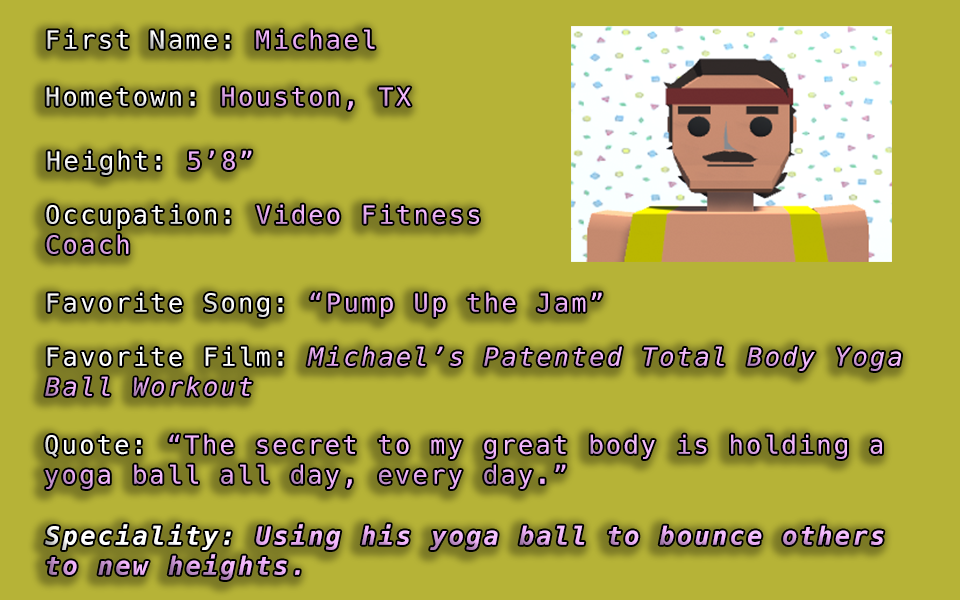 First Name: Michael
Hometown: Houston, TX
Height: 5’8”
Occupation: Video Fitness
Coach
Favorite Song: “Pump Up the Jam”
Favorite Film: Michael’s Patented Total Body Yoga
Ball Workout
Quote: “The secret to my great body is holding a
yoga ball all day, every day.”
Speciality: Using his yoga ball to bounce others
to new heights.